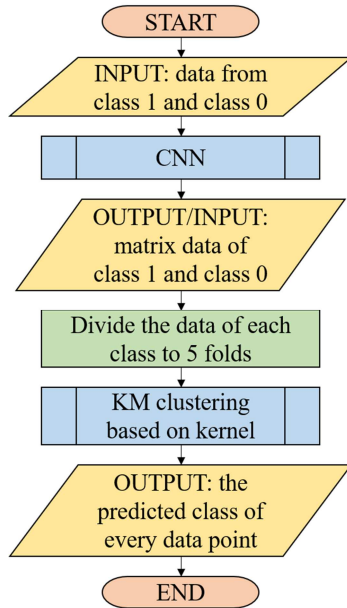 START
INPUT: data from
class 1 and class 0
CNN
OUTPUT/INPUT:
matrix data of
class 1 and class 0
Divide the data of each
class to 5 folds
KM clustering
based on kernel
OUTPUT: the
predicted class of
every data point
END